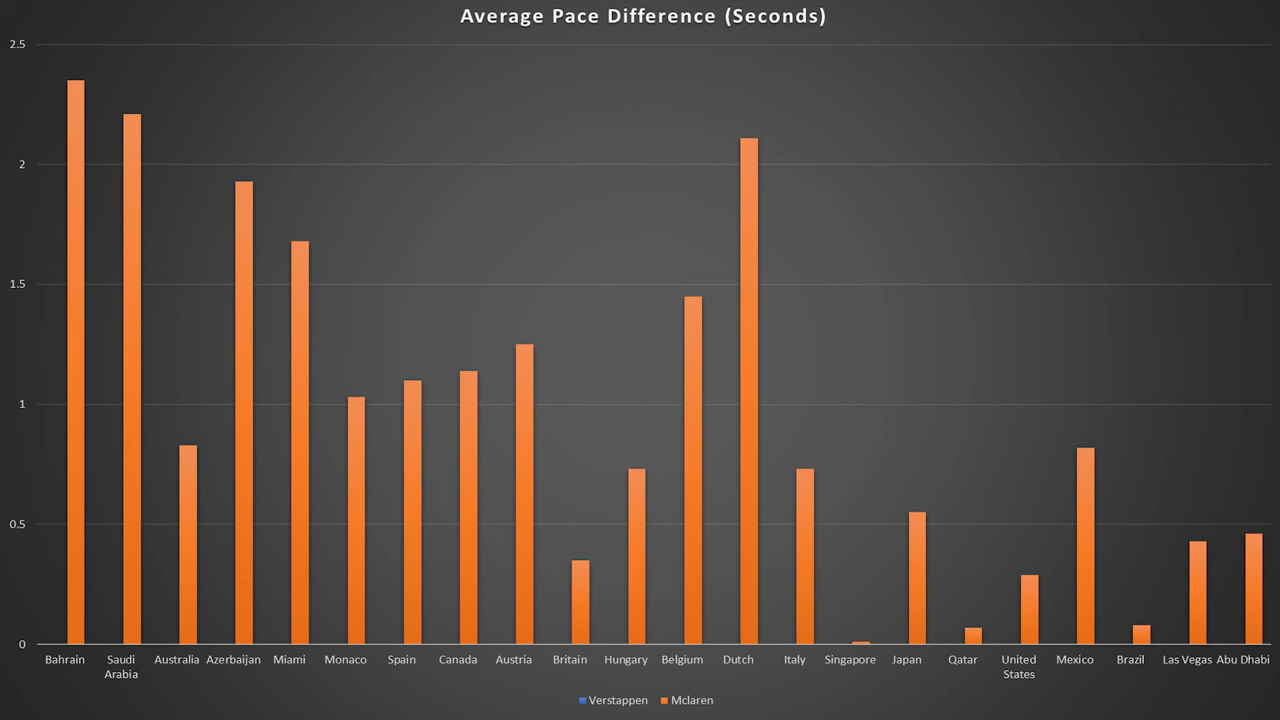 Average Pace Difference (Seconds)
2.5
2
1.5
1
0.5
0
Bahrain
Saudi
Arabia
Australia
Azerbaijan
Miami
Monaco
Spain
Canada
Austria
Britain
Hungary
Belgium
Dutch
Italy
Singapore
Japan
Qatar
United
States
Mexico
Brazil
Las Vegas
Abu Dhabi
Verstappen
Mclaren